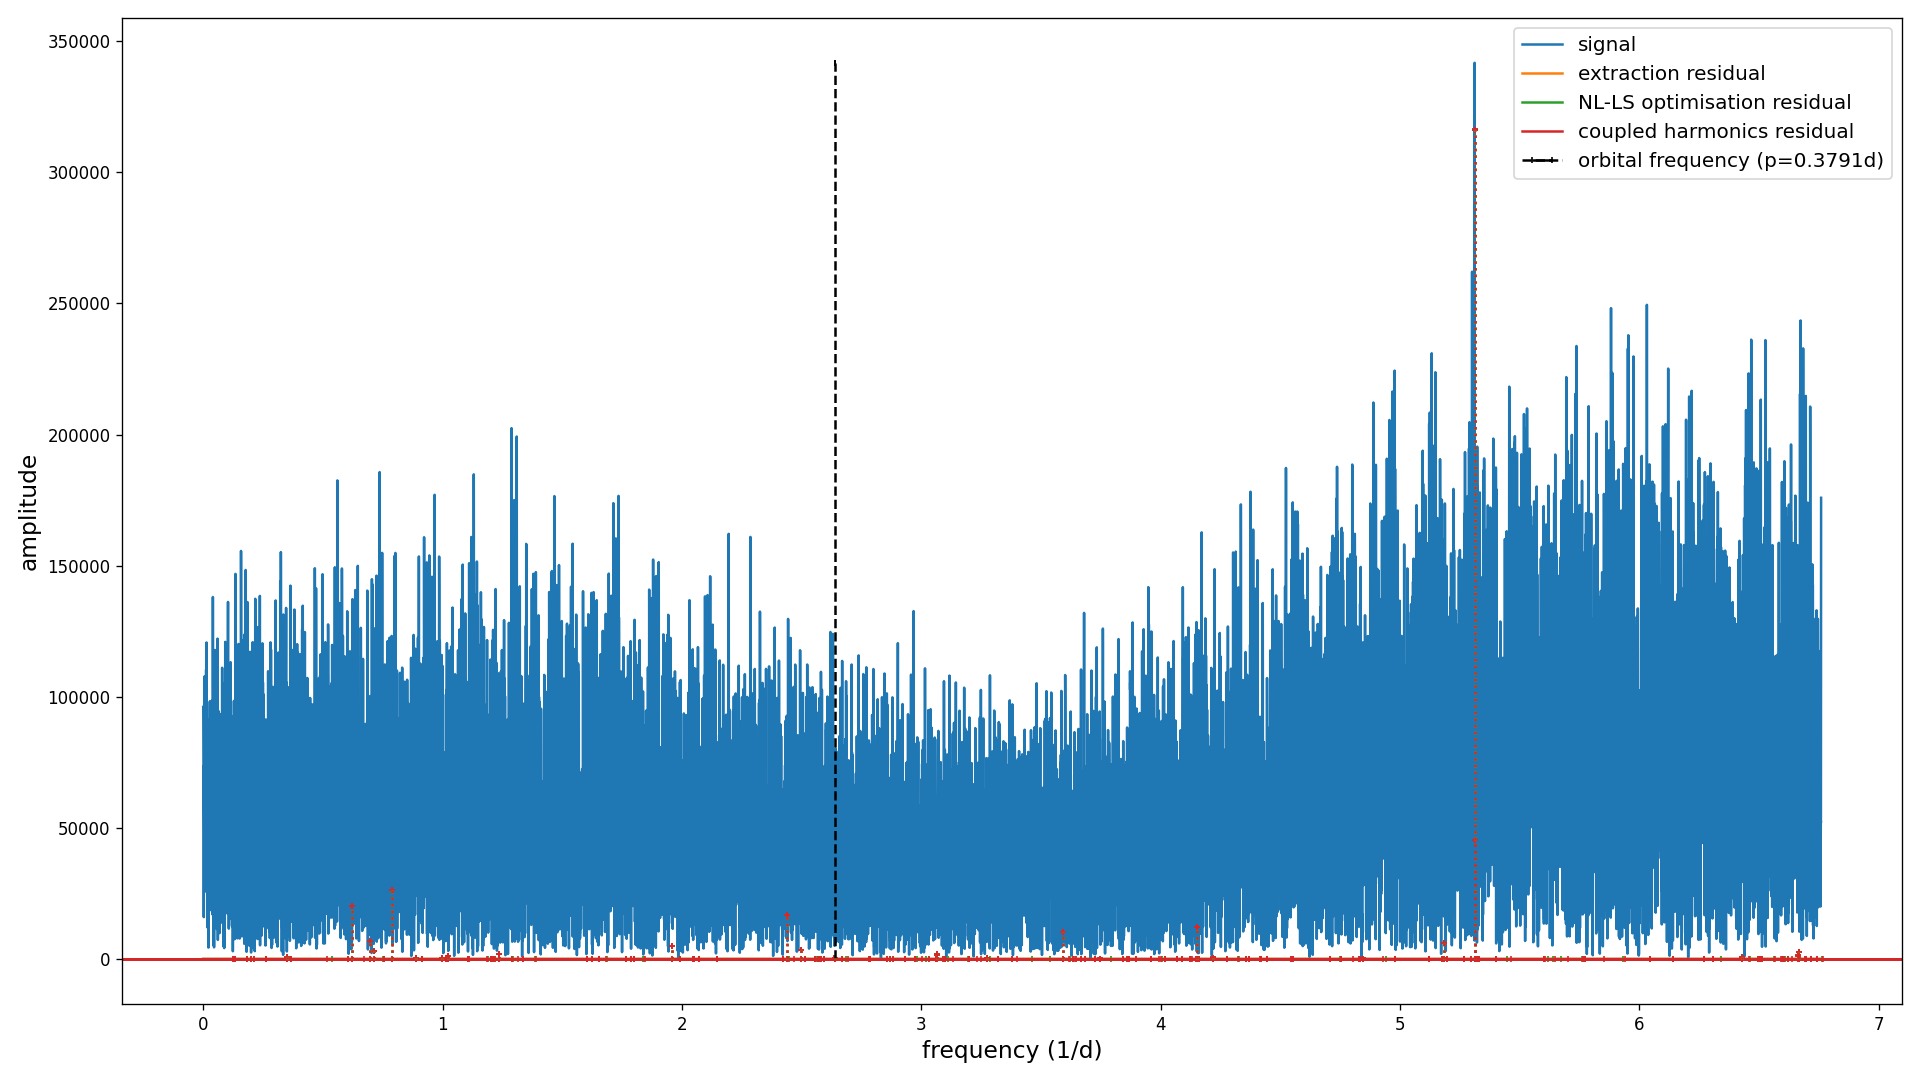 350000
300000
250000
200000
150000
100000
50000
0
amplitude
0 1 2 3 4 5 6 7
frequency (1/d)
signal
extraction residual
NL-LS optimisation residual
coupled harmonics residual
orbital frequency (p=0.3791d)